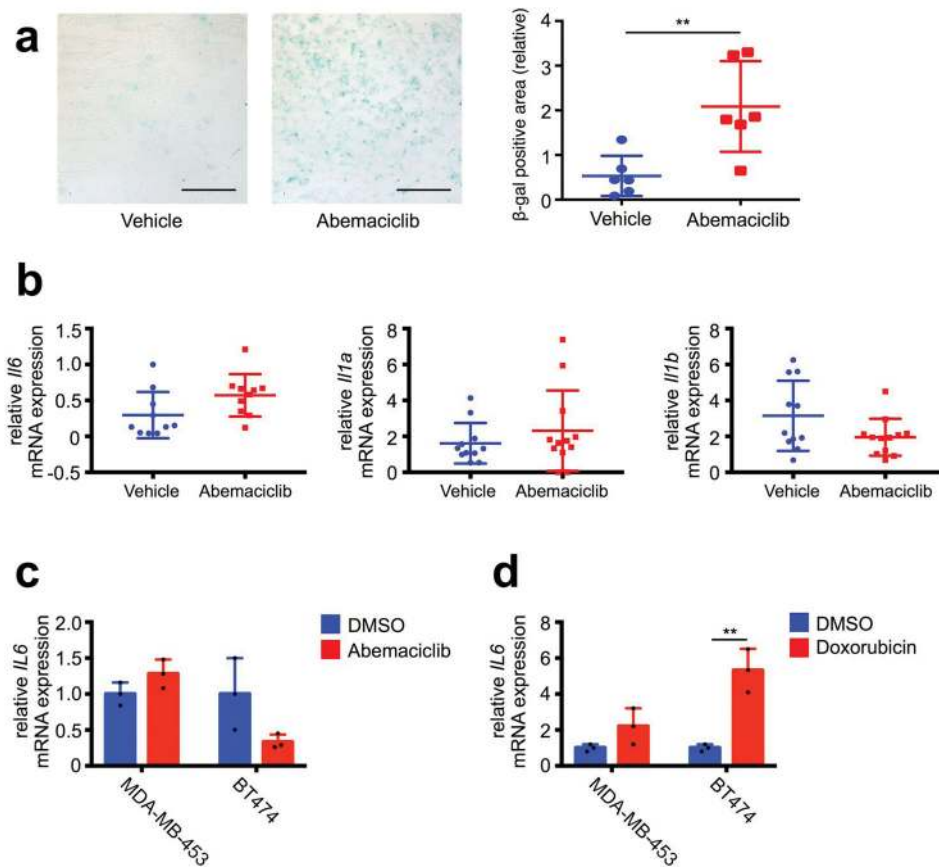 a
Vehicle
Abemaciclib
β-gal positive area (relative)
4
3
2
1
0
**
Vehicle
Abemaciclib
b
relative Il6
mRNA expression
1.5
1.0
0.5
0
-0.5
Vehicle
Abemaciclib
relative Il1a
mRNA expression
8
6
4
2
0
Vehicle
Abemaciclib
relative Il1b
mRNA expression
8
6
4
2
0
Vehicle
Abemaciclib
c
relative IL6
mRNA expression
2.0
1.5
1.0
0.5
0
DMSO
Abemaciclib
MDA-MB-453
BT474
d
relative IL6
mRNA expression
8
6
4
2
0
**
DMSO
Doxorubicin
MDA-MB-453
BT474